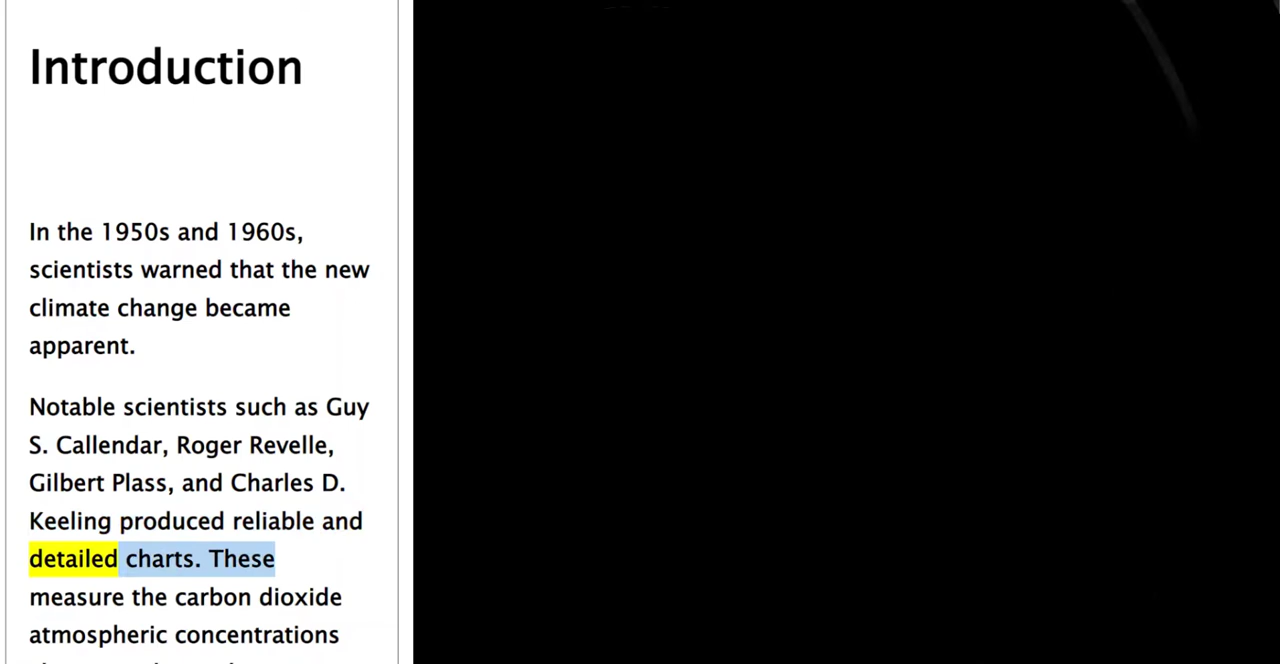 Introduction
In the 1950s and 1960s,
scientists warned that the new
climate change became
apparent.
Notable scientists such as Guy
S. Callendar, Roger Revelle,
Gilbert Plass, and Charles D.
Keeling produced reliable and
detailed charts. These
measure the carbon dioxide
atmospheric concentrations